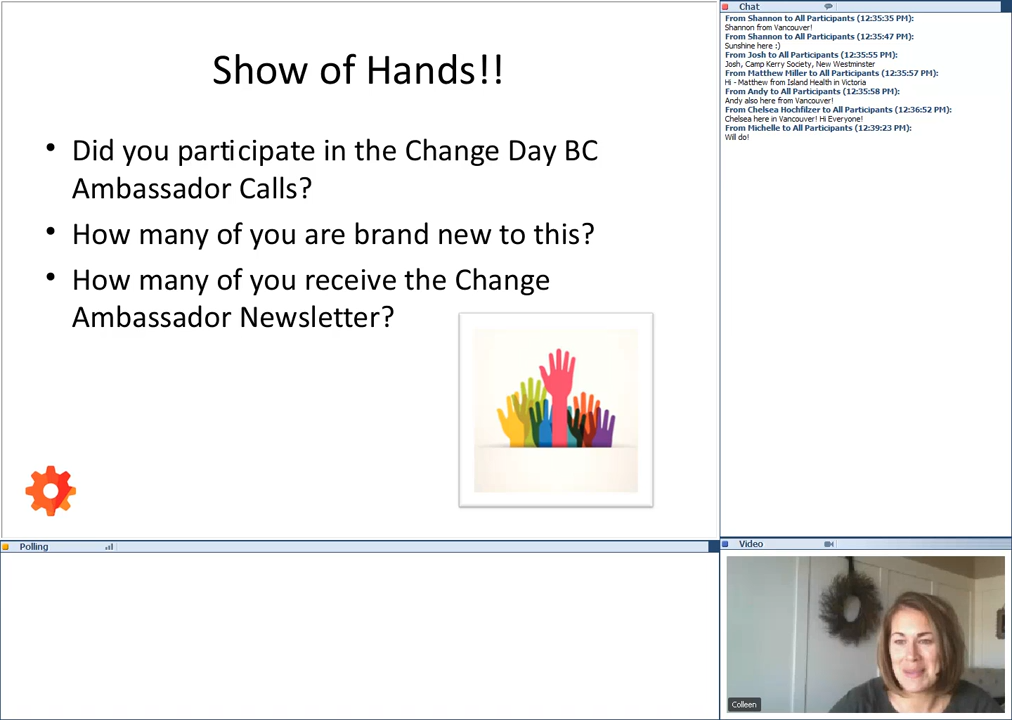 Show of Hands!!
• Did you participate in the Change Day BC
Ambassador Calls?
• How many of you are brand new to this?
• How many of you receive the Change
Ambassador Newsletter?
Chat
From Shannon to All Participants (12:35:35 PM):
Shannon from Vancouver!
From Shannon to All Participants (12:35:47 PM):
Sunshine here :)
From Josh to All Participants (12:35:55 PM):
Josh, Camp Kerry Society, New Westminster
From Matthew Miller to All Participants (12:35:57 PM):
Hi - Matthew from Island Health in Victoria
From Andy to All Participants (12:35:58 PM):
Andy also here from Vancouver!
From Chelsea Hochfilzer to All Participants (12:36:52 PM):
Chelsea here in Vancouver! Hi Everyone!
From Michelle to All Participants (12:39:23 PM):
Will do!
Polling
Video
Colleen